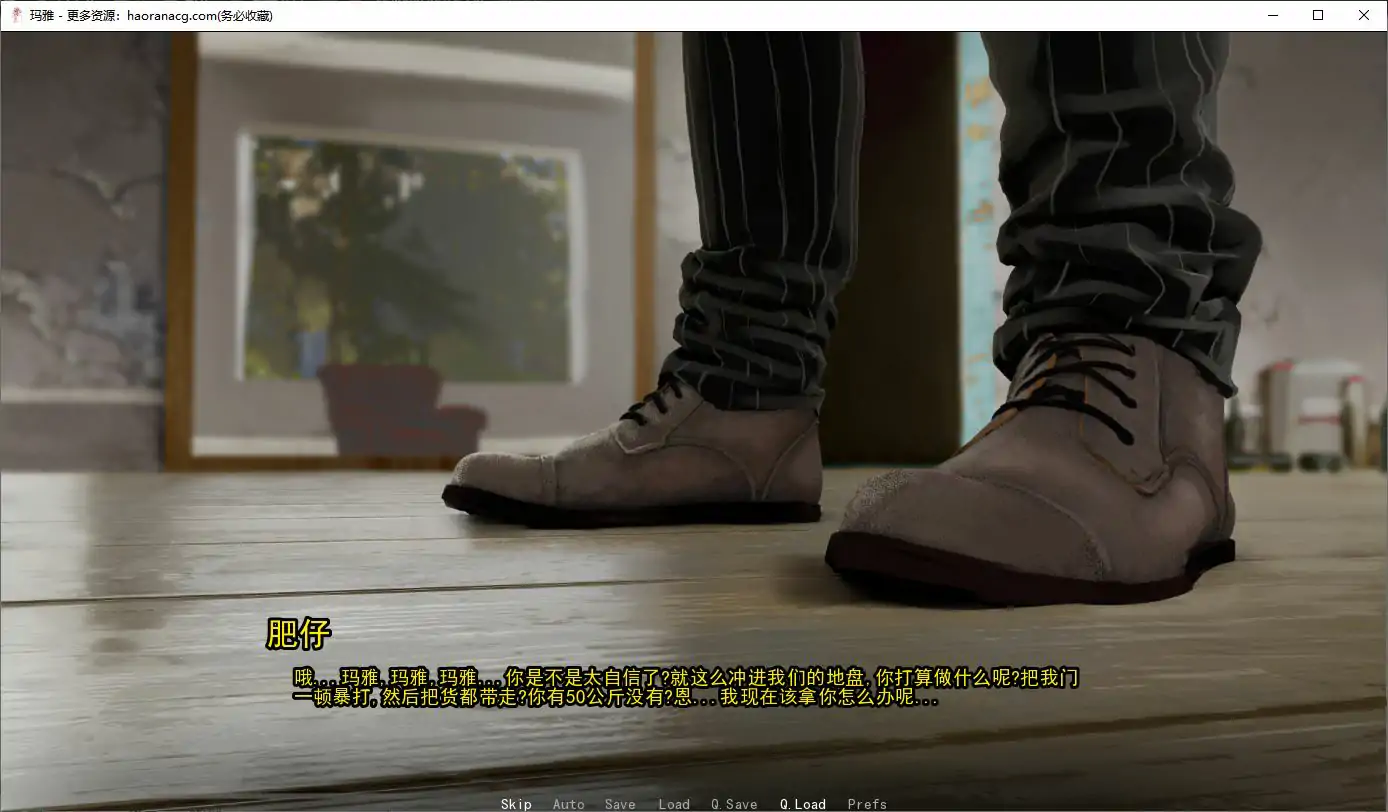 玛雅 - 更多资源：haoranacg.com(务必收藏)
肥仔
哦...玛雅,玛雅,玛雅...你是不是太自信了?就这么冲进我们的地盘,你打算做什么呢?把我门
一顿暴打,然后把货都带走?你有50公斤没有?恩...我现在该拿你怎么办呢...
Skip Auto Save Load Q.Save Q.Load Prefs